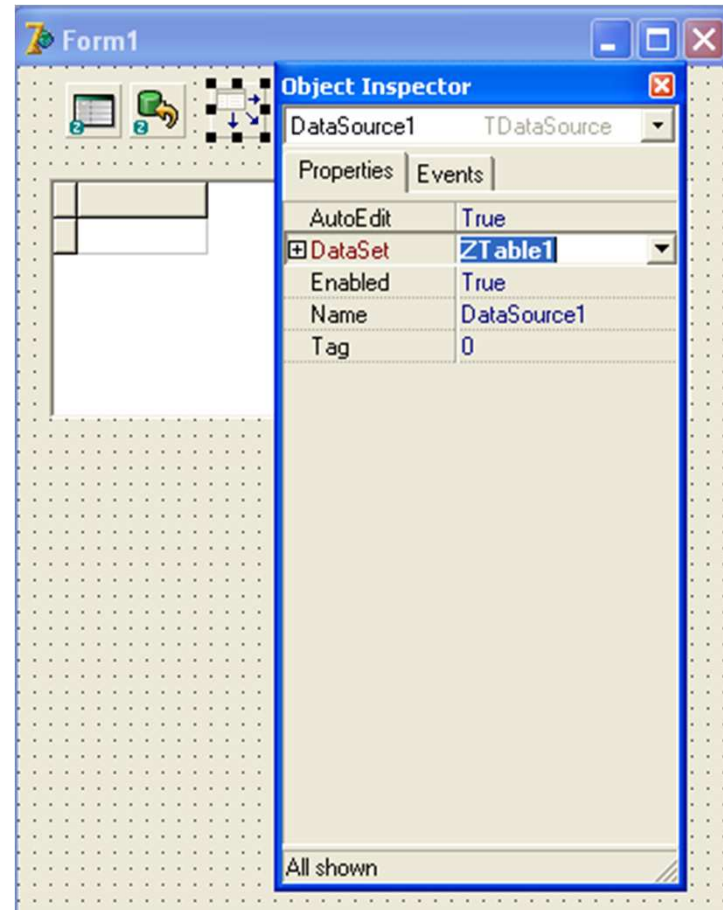 Form1
Object Inspector
DataSource1 TDataSource
Properties Events
AutoEdit True
DataSet ZTable1
Enabled True
Name DataSource1
Tag 0
All shown